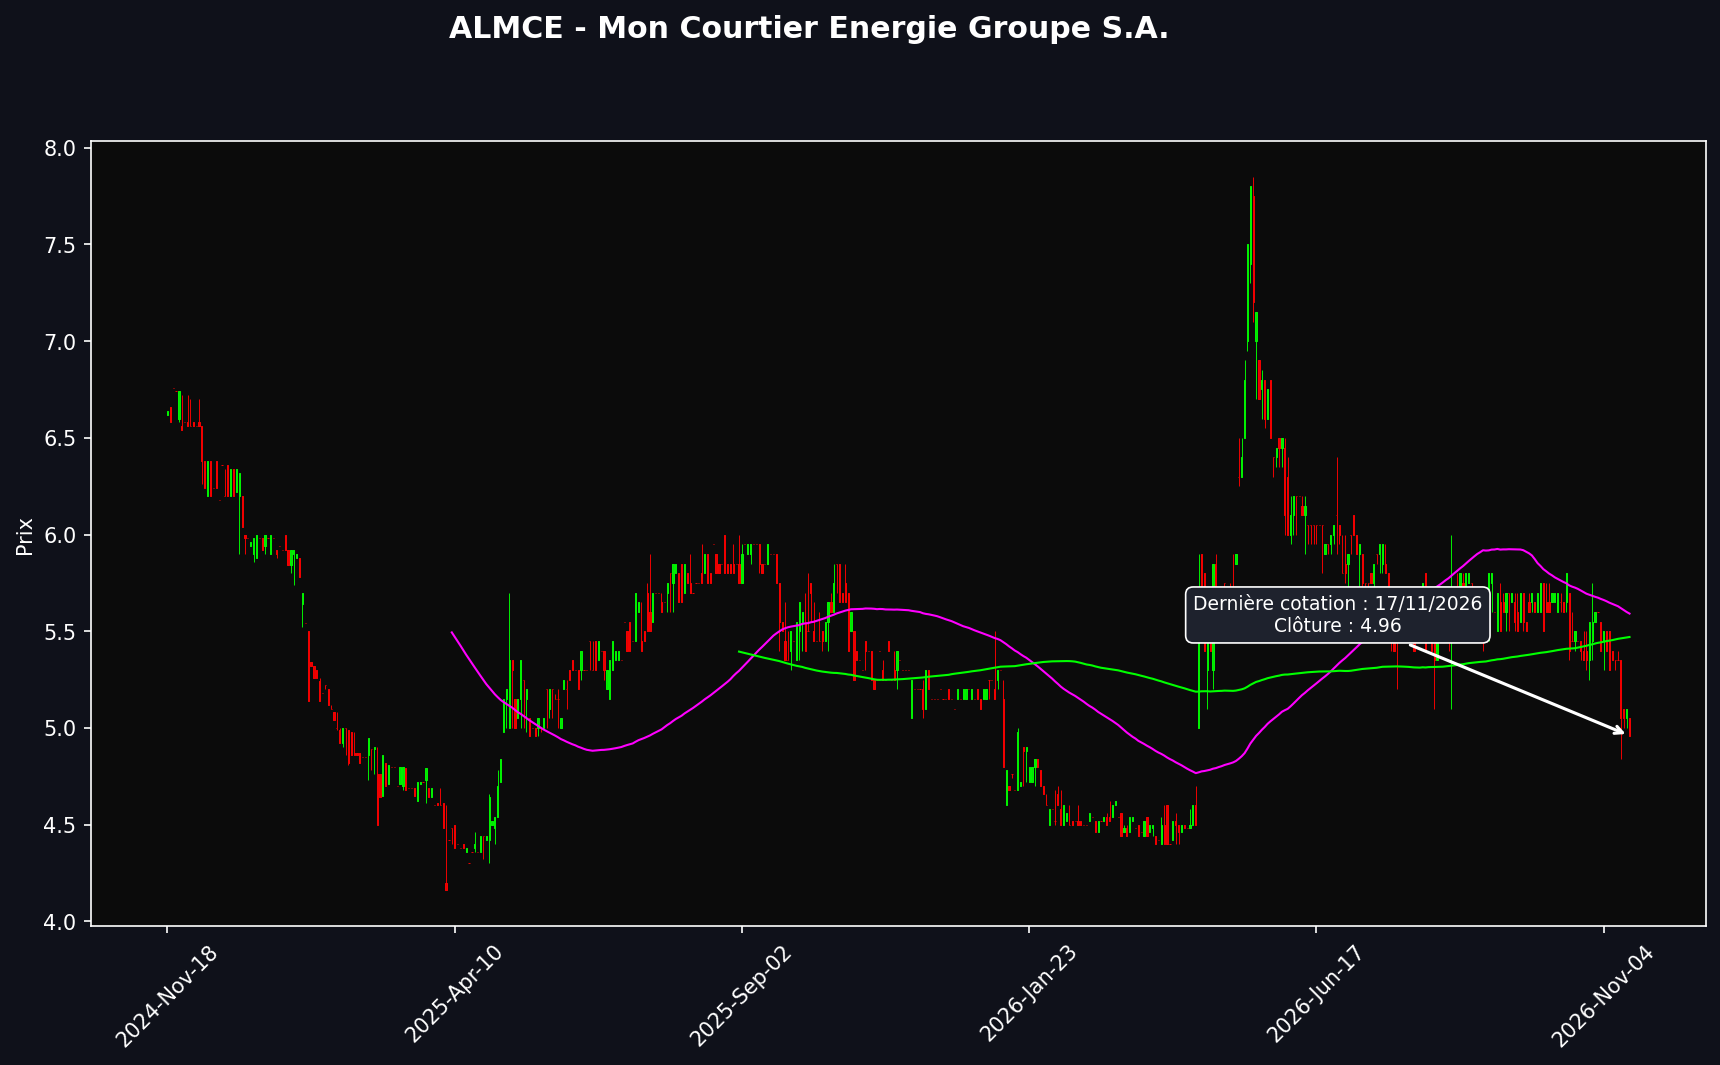 ALMCE - Mon Courtier Energie Groupe S.A.
Prix
8.0
7.5
7.0
6.5
6.0
5.5
5.0
4.5
4.0
Dernière cotation : 17/11/2026
Clôture : 4.96
2024-Nov-18
2025-Apr-10
2025-Sep-02
2026-Jan-23
2026-Jun-17
2026-Nov-04